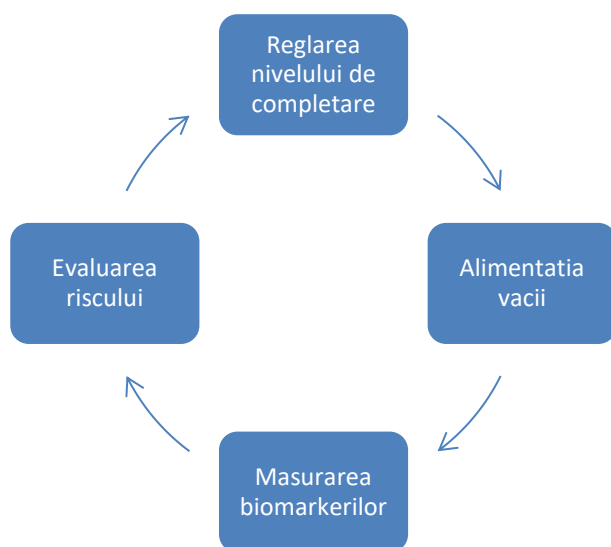 Reglarea
nivelului de
completare
Alimentatia
vacii
Masurarea
biomarkerilor
Evaluarea
riscului